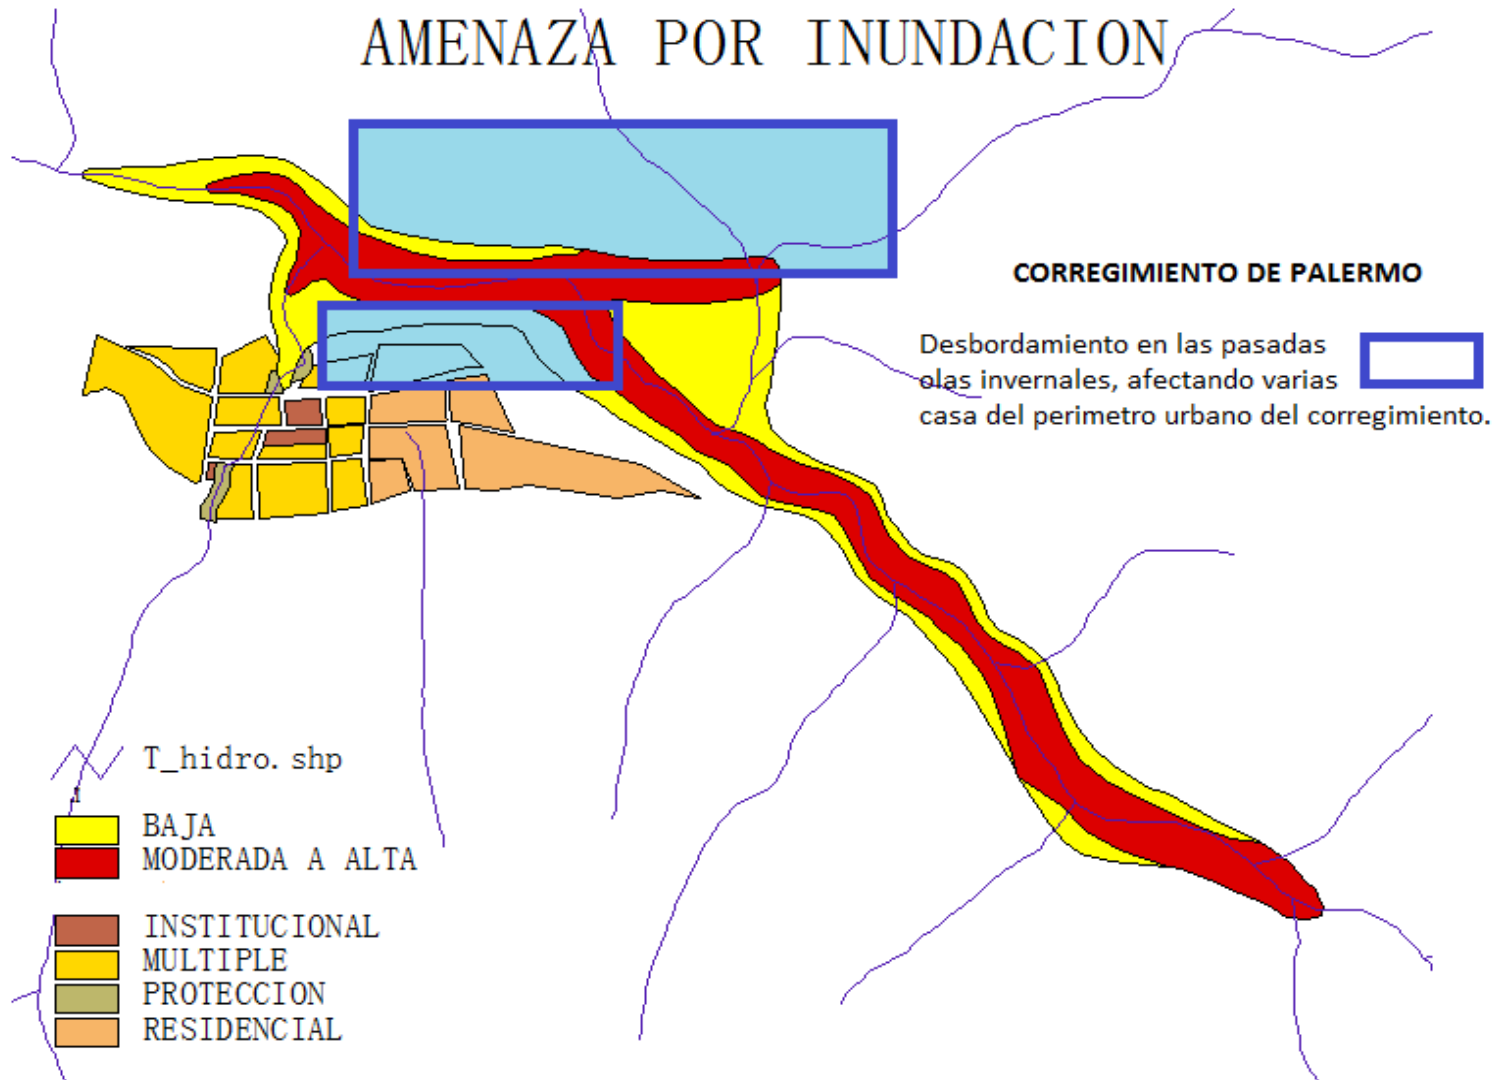 AMENAZA POR INUNDACION
CORREGIMIENTO DE PALERMO
Desbordamiento en las pasadas
olas invernales, afectando varias
casa del perimetro urbano del corregimiento.
T_hidro.shp
BAJA
MODERADA A ALTA
INSTITUCIONAL
MULTIPLE
PROTECCION
RESIDENCIAL